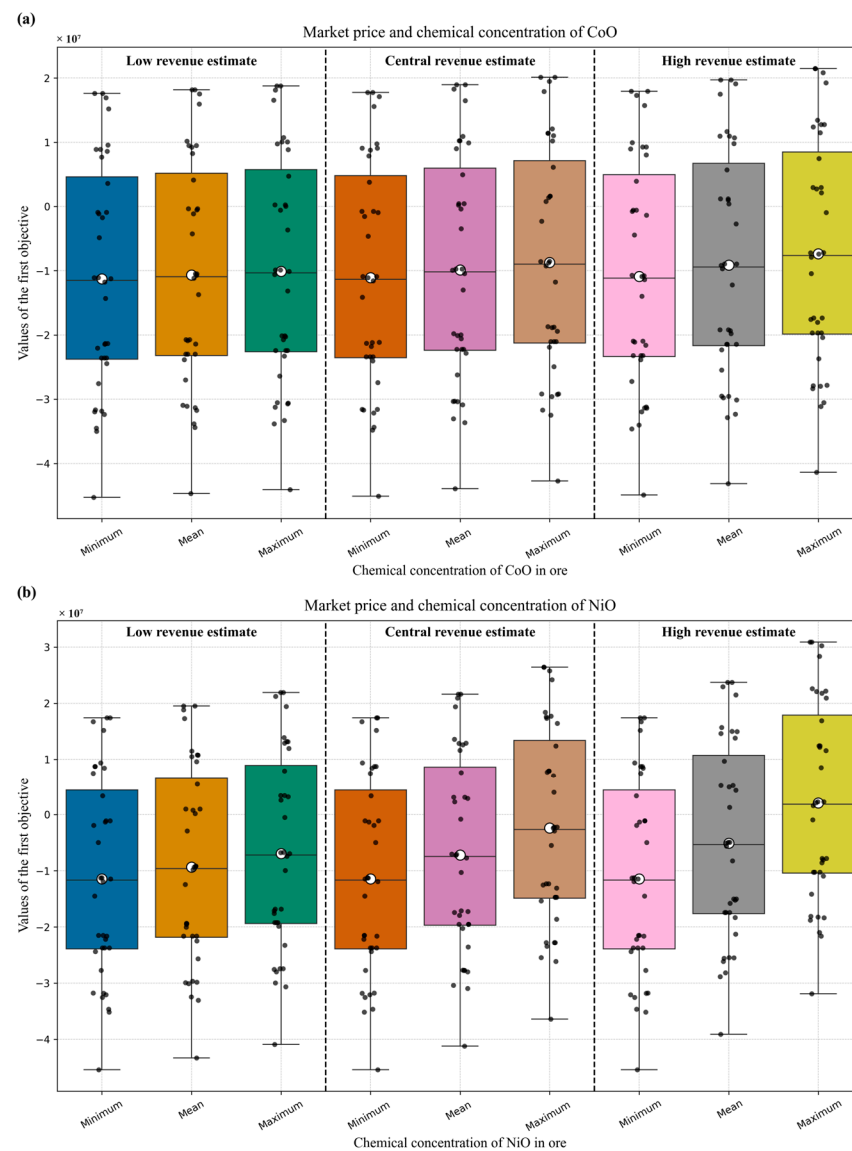 (a)
Market price and chemical concentration of CoO
× 10⁷
Low revenue estimate
Central revenue estimate
High revenue estimate
2
1
0
−1
−2
−3
−4
Values of the first objective
Minimum
Mean
Maximum
Minimum
Mean
Maximum
Minimum
Mean
Maximum
Chemical concentration of CoO in ore
(b)
Market price and chemical concentration of NiO
× 10⁷
Low revenue estimate
Central revenue estimate
High revenue estimate
3
2
1
0
−1
−2
−3
−4
Values of the first objective
Minimum
Mean
Maximum
Minimum
Mean
Maximum
Minimum
Mean
Maximum
Chemical concentration of NiO in ore